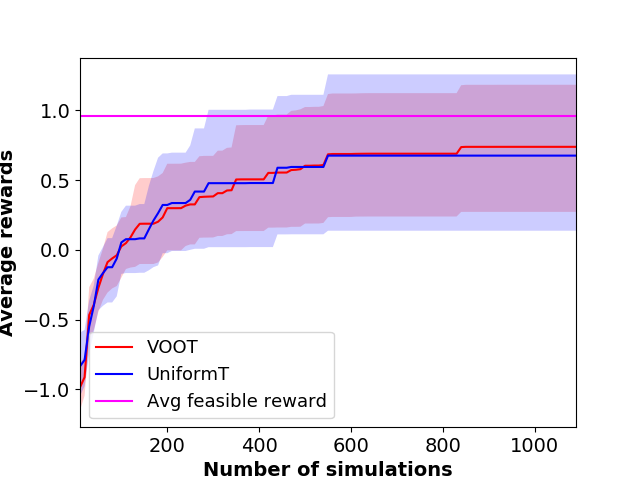 Average rewards
1.0
0.5
0.0
−0.5
−1.0
VOOT
UniformT
Avg feasible reward
200 400 600 800 1000
Number of simulations